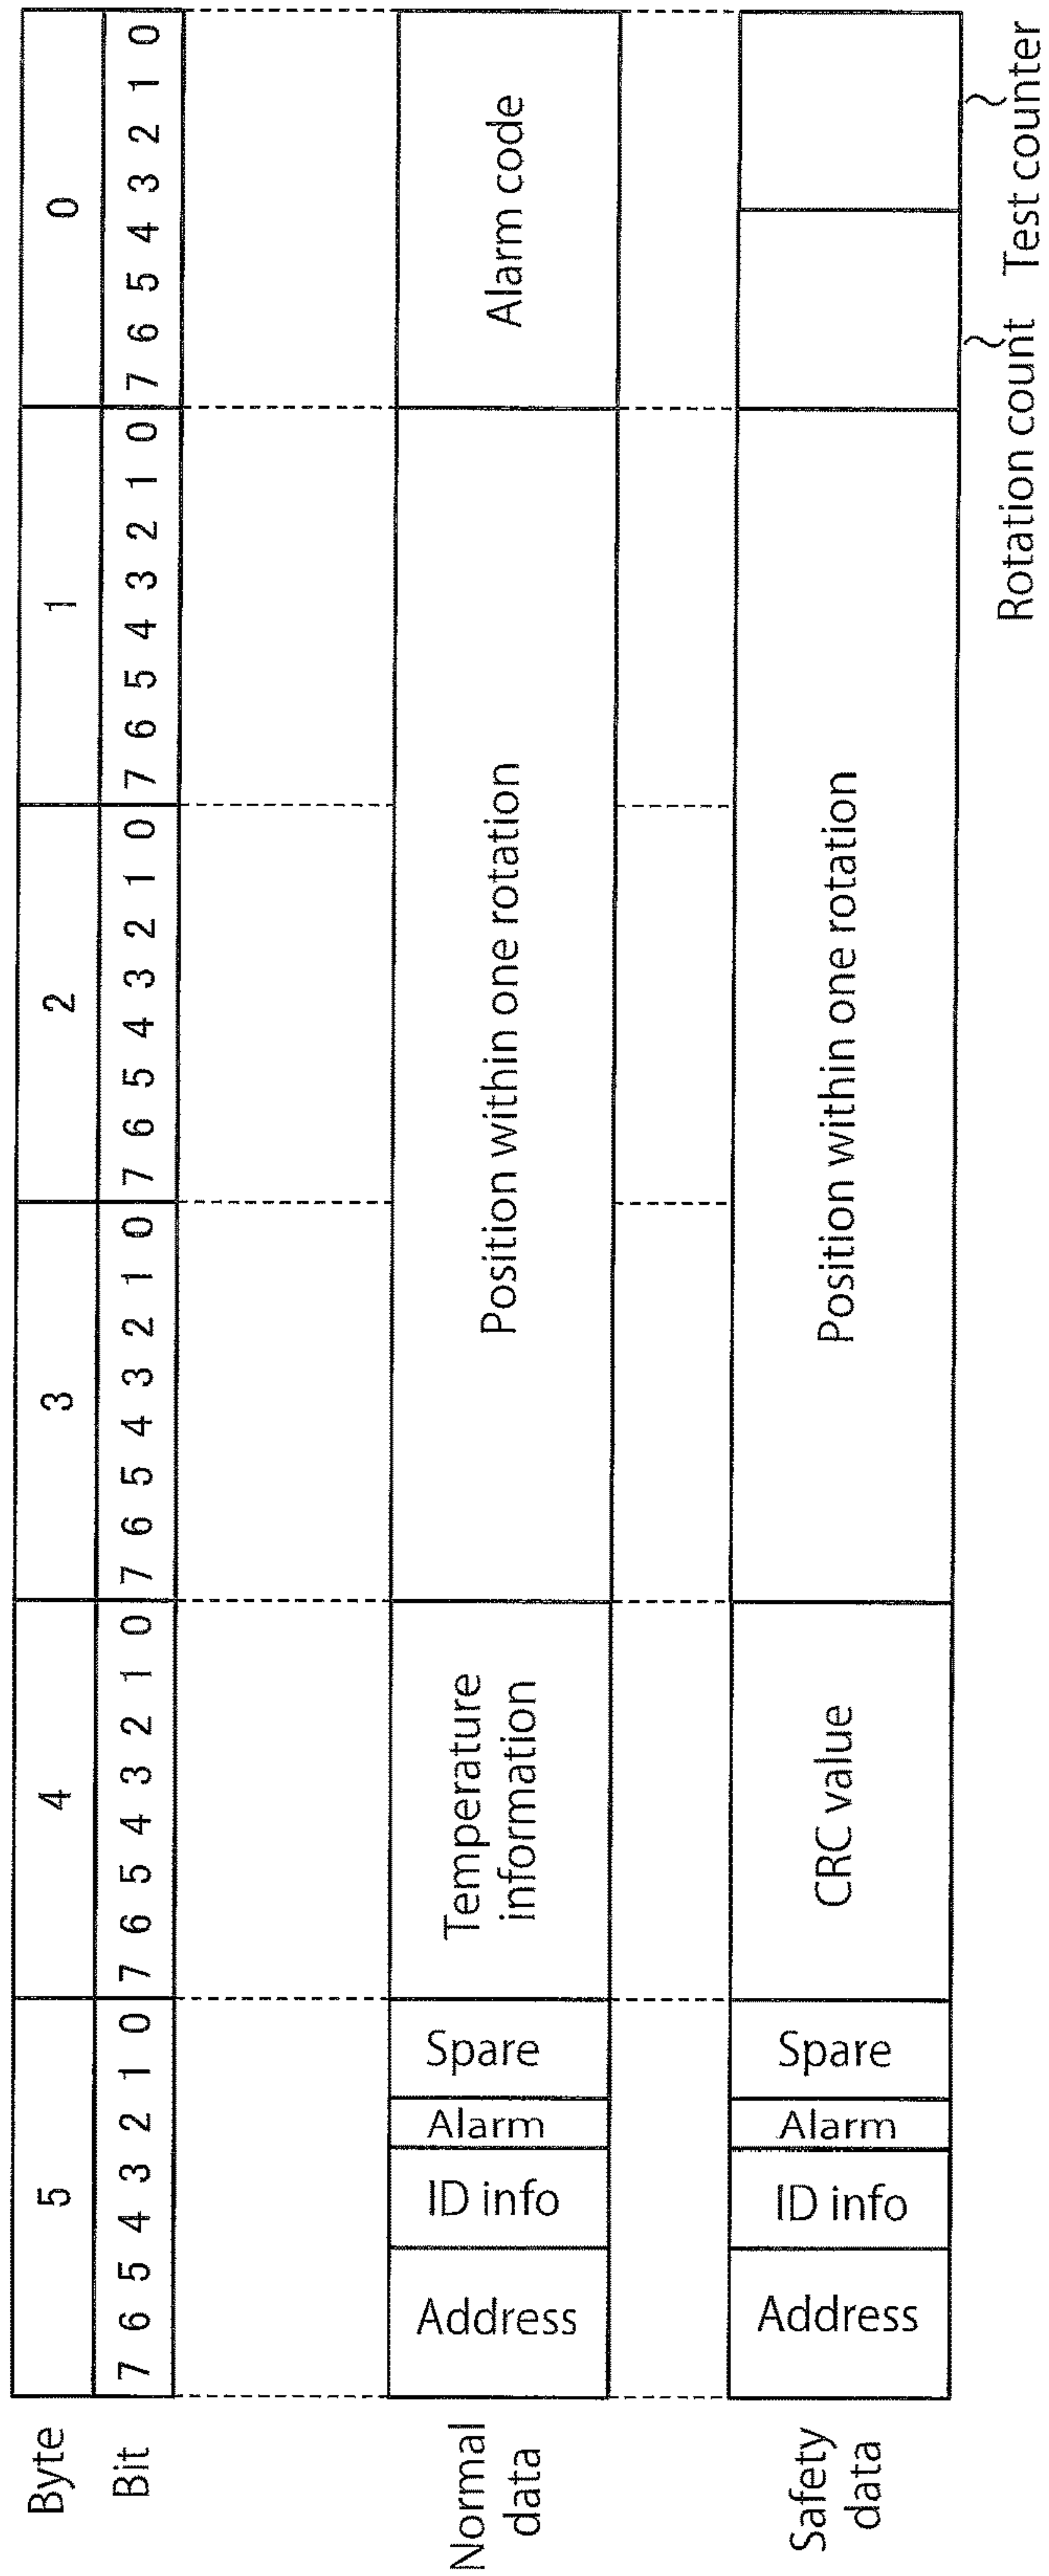 Byte 5 4 3 2 1 0
Bit 7 6 5 4 3 2 1 0 7 6 5 4 3 2 1 0 7 6 5 4 3 2 1 0 7 6 5 4 3 2 1 0 7 6 5 4 3 2 1 0 7 6 5 4 3 2 1 0
Normal
data
Address
ID info
Alarm
Spare
Temperature
information
Position within one rotation
Alarm code
Safety
data
Address
ID info
Alarm
Spare
CRC value
Position within one rotation
Rotation count
Test counter